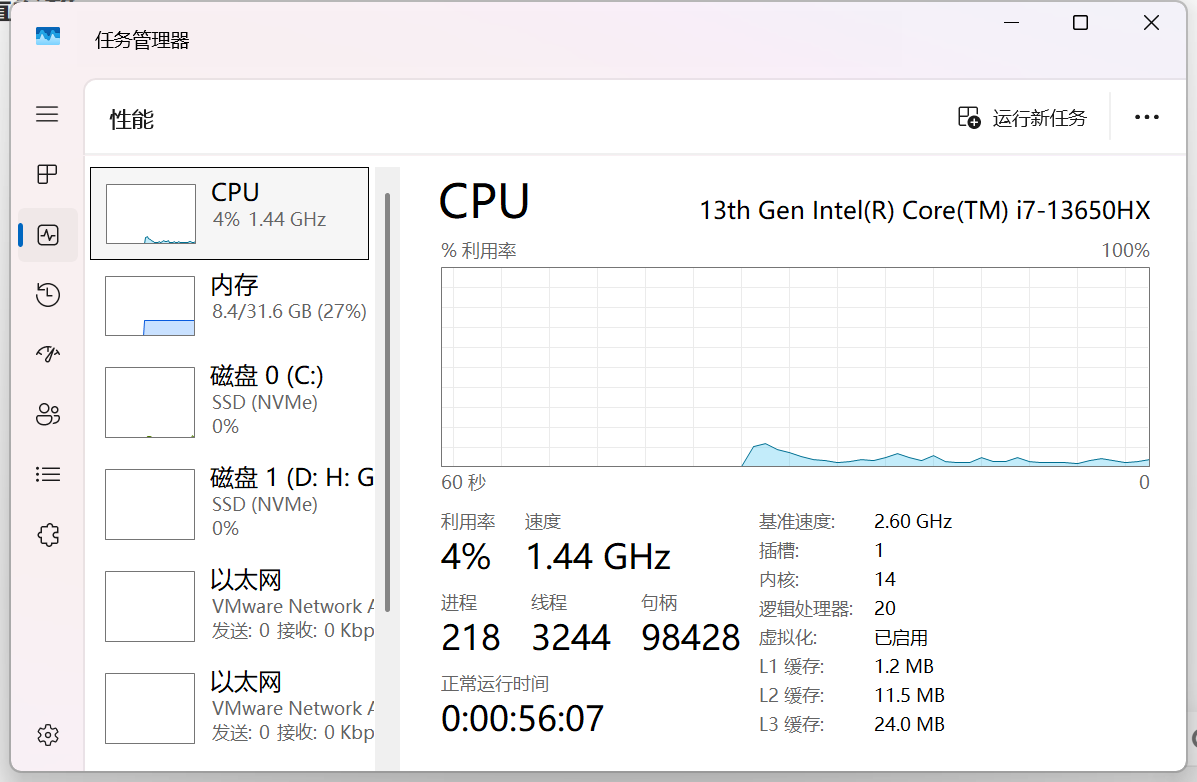 任务管理器
性能
运行新任务
CPU
4% 1.44 GHz
内存
8.4/31.6 GB (27%)
磁盘 0 (C:)
SSD (NVMe)
0%
磁盘 1 (D: H: G
SSD (NVMe)
0%
以太网
VMware Network A
发送: 0 接收: 0 Kbp
以太网
VMware Network A
发送: 0 接收: 0 Kbp
CPU
13th Gen Intel(R) Core(TM) i7-13650HX
% 利用率
100%
60 秒
0
利用率 速度
4% 1.44 GHz
进程 线程 句柄
218 3244 98428
正常运行时间
0:00:56:07
基准速度: 2.60 GHz
插槽: 1
内核: 14
逻辑处理器: 20
虚拟化: 已启用
L1 缓存: 1.2 MB
L2 缓存: 11.5 MB
L3 缓存: 24.0 MB